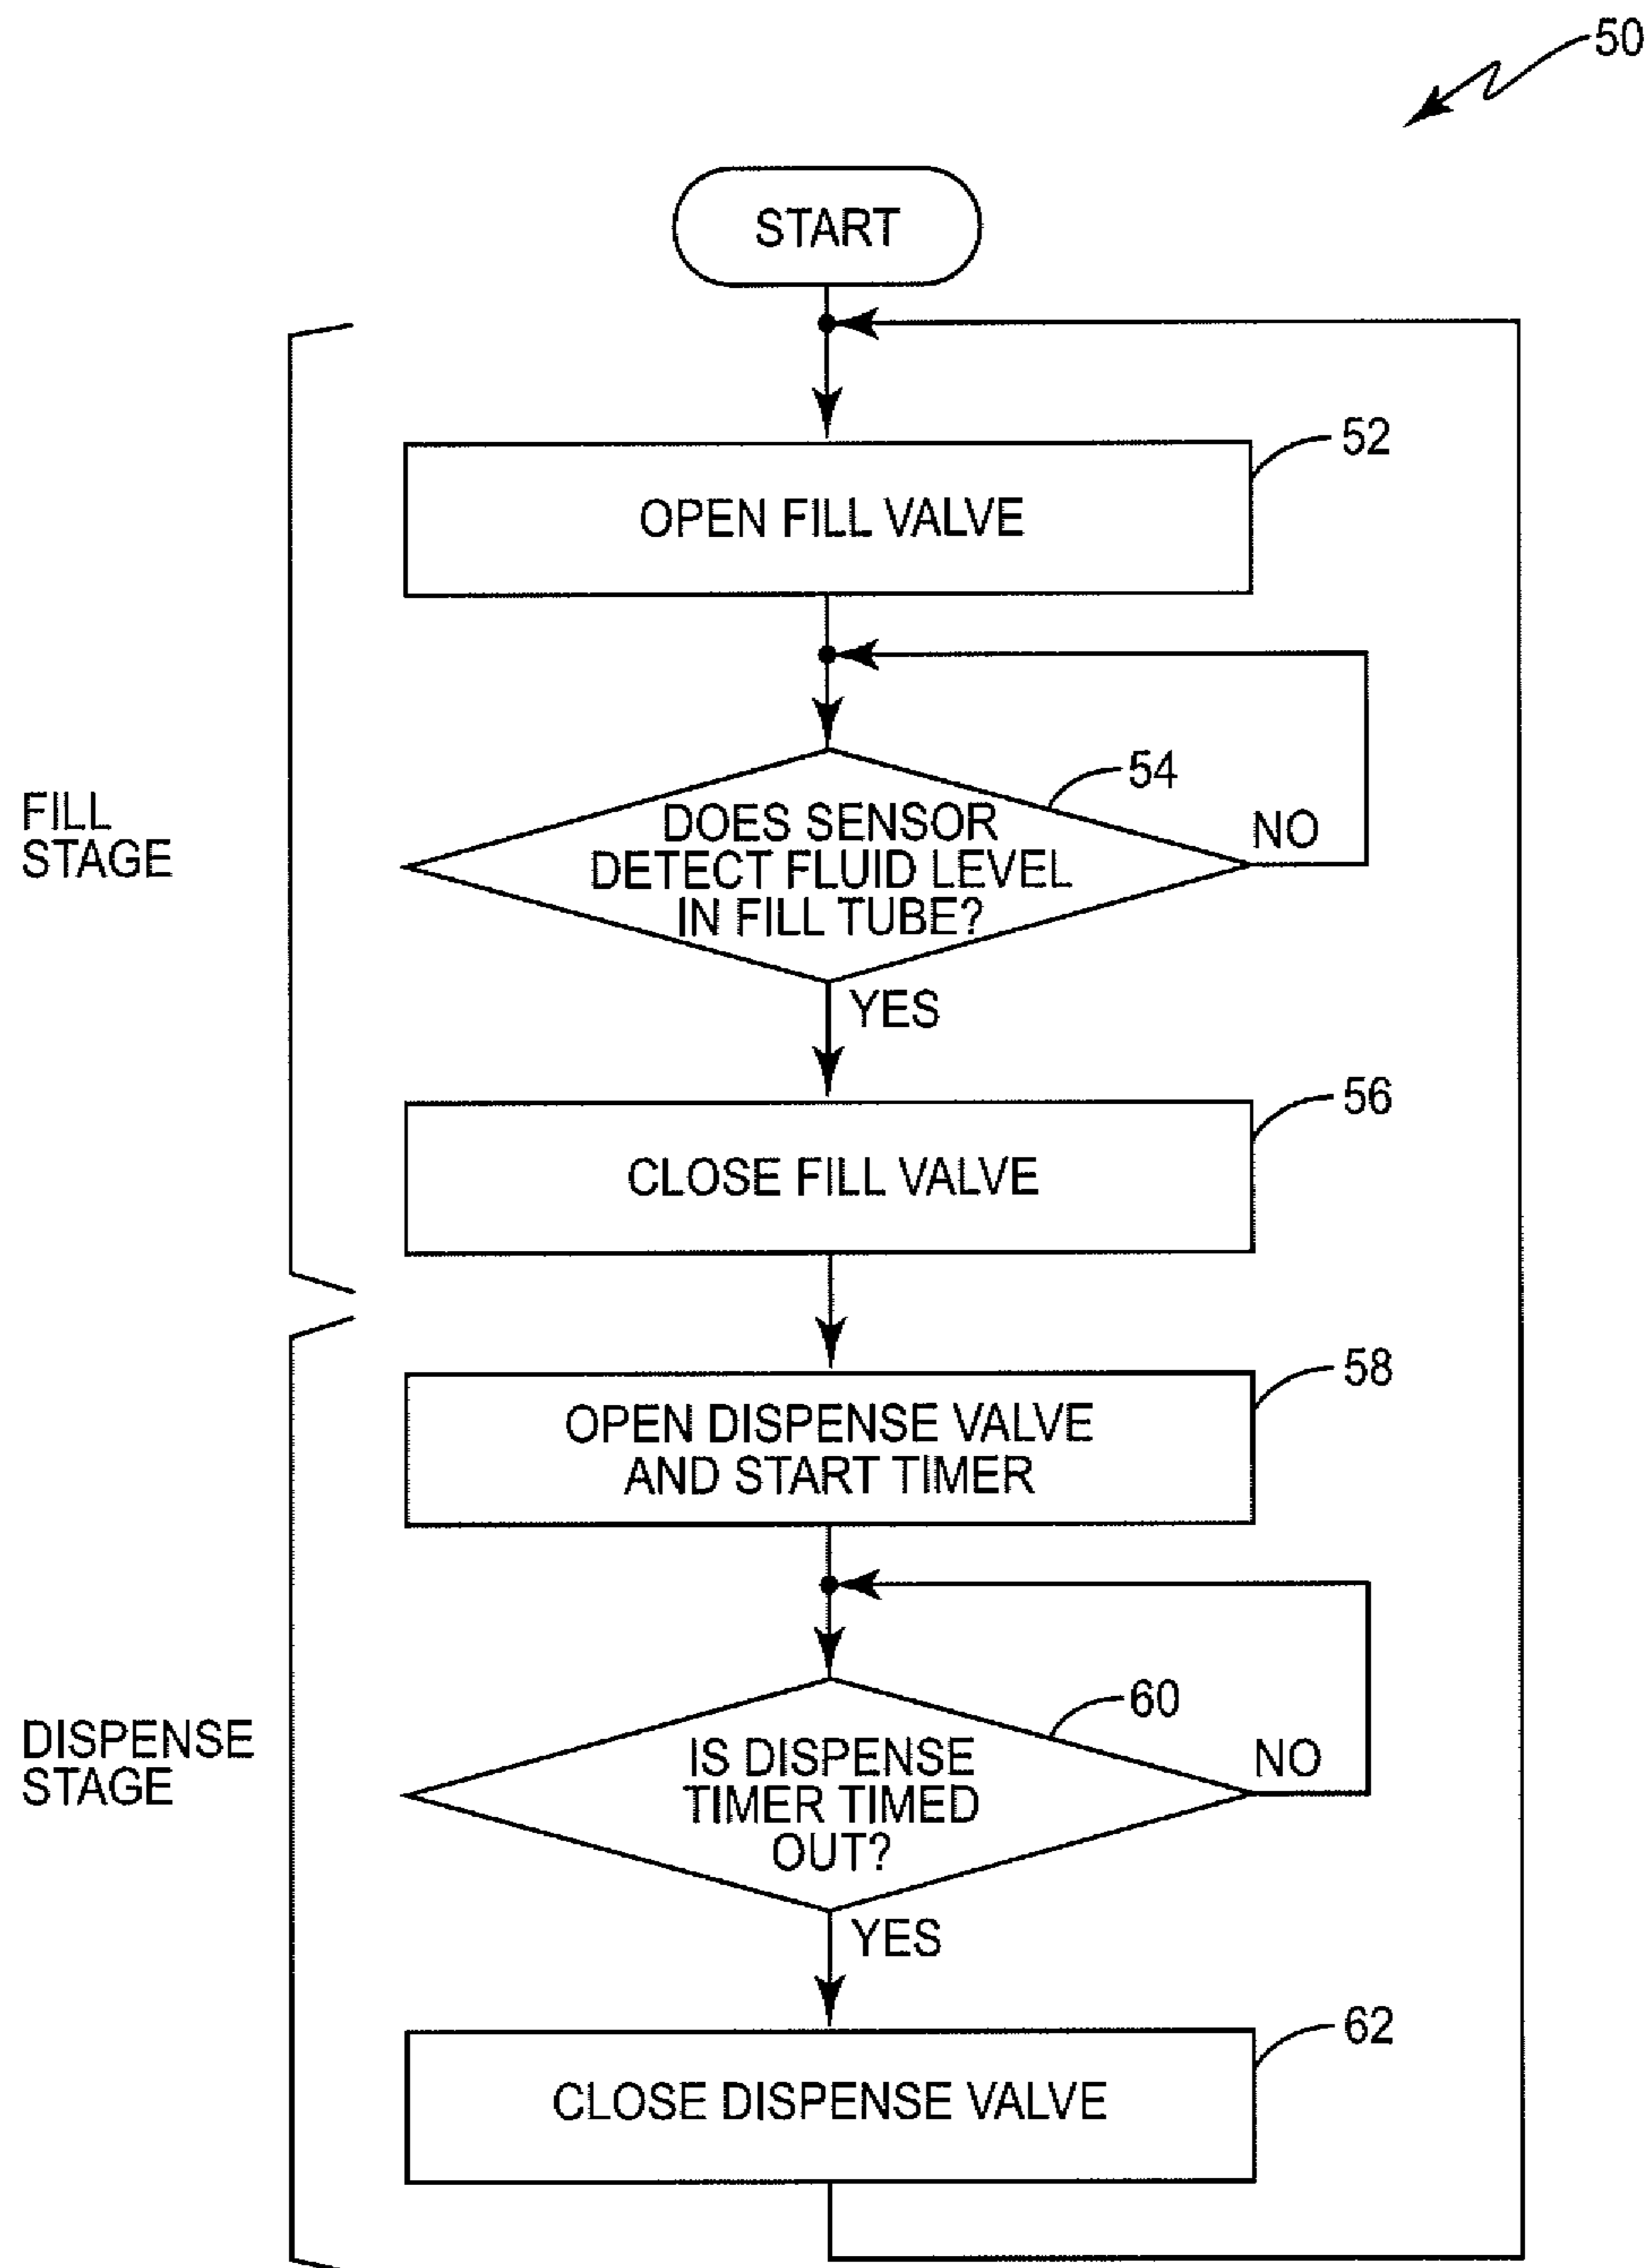 50
START
52
OPEN FILL VALVE
54
DOES SENSOR
DETECT FLUID LEVEL
IN FILL TUBE?
NO
FILL
STAGE
YES
56
CLOSE FILL VALVE
58
OPEN DISPENSE VALVE
AND START TIMER
60
IS DISPENSE
TIMER TIMED
OUT?
NO
DISPENSE
STAGE
YES
62
CLOSE DISPENSE VALVE